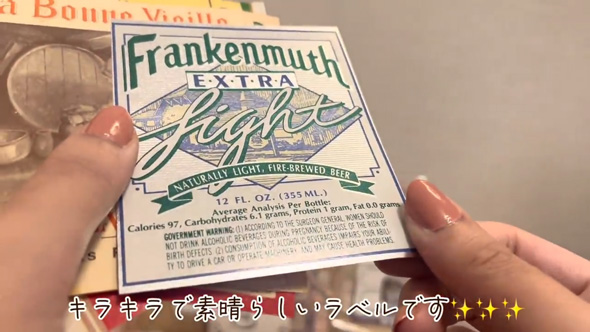 a Bonne Vieille
Frankenmuth
E·X·T·R·A
Light
NATURALLY LIGHT, FIRE-BREWED BEER
12 FL. OZ. (355 ML.)
Average Analysis Per Bottle:
Calories 97, Carbohydrates 6.1 grams, Protein 1 gram, Fat 0.0 grams
GOVERNMENT WARNING: (1) ACCORDING TO THE SURGEON GENERAL, WOMEN SHOULD
NOT DRINK ALCOHOLIC BEVERAGES DURING PREGNANCY BECAUSE OF THE RISK OF
BIRTH DEFECTS. (2) CONSUMPTION OF ALCOHOLIC BEVERAGES IMPAIRS YOUR ABILI-
TY TO DRIVE A CAR OR OPERATE MACHINERY, AND MAY CAUSE HEALTH PROBLEMS.
キラキラで素晴らしいラベルです✨✨✨